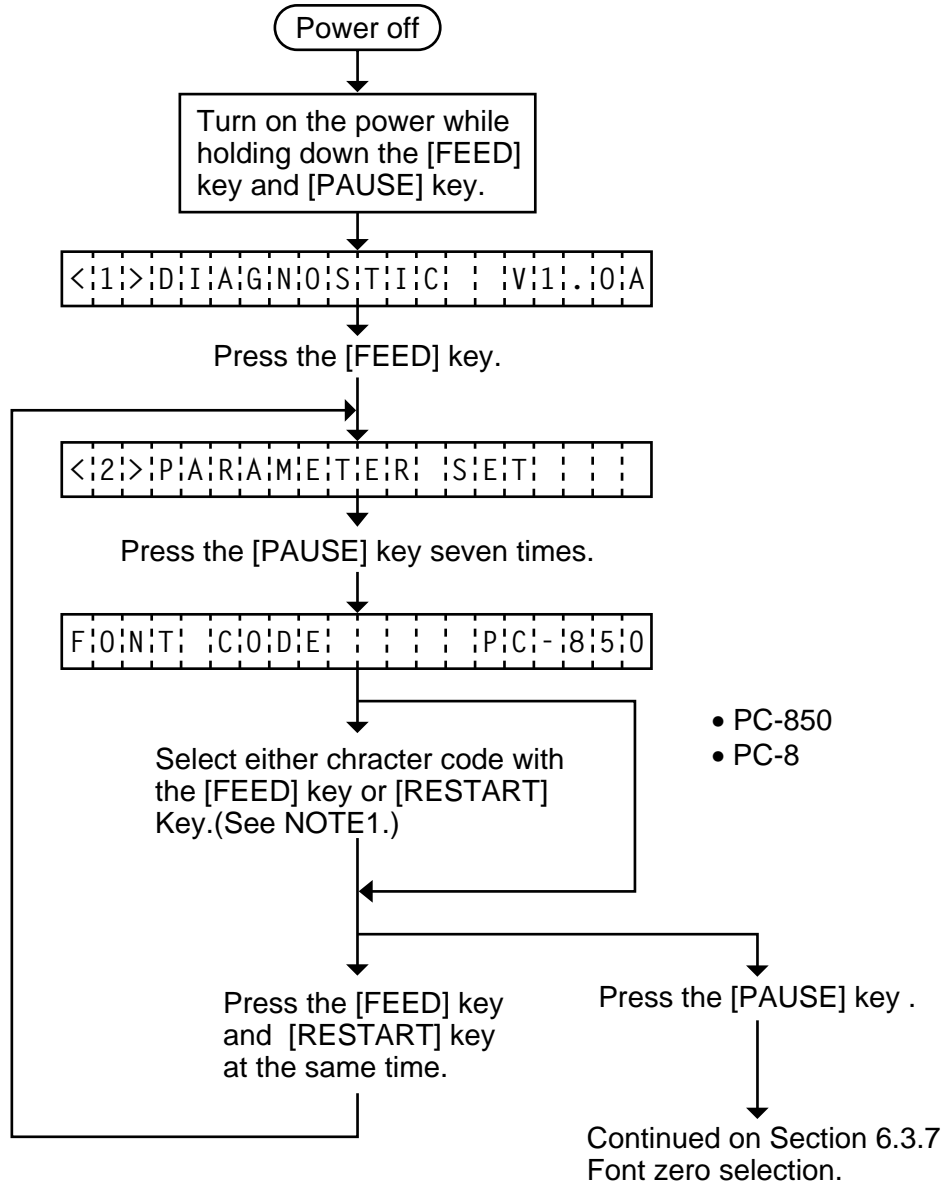 Power off
Turn on the power while
holding down the [FEED]
key and [PAUSE] key.
<1>DIAGNOSTIC  V1.0A
Press the [FEED] key.
<2>PARAMETER SET
Press the [PAUSE] key seven times.
FONT CODE     PC-850
• PC-850
• PC-8
Select either chracter code with
the [FEED] key or [RESTART]
Key.(See NOTE1.)
Press the [FEED] key
and [RESTART] key
at the same time.
Press the [PAUSE] key .
Continued on Section 6.3.7
Font zero selection.